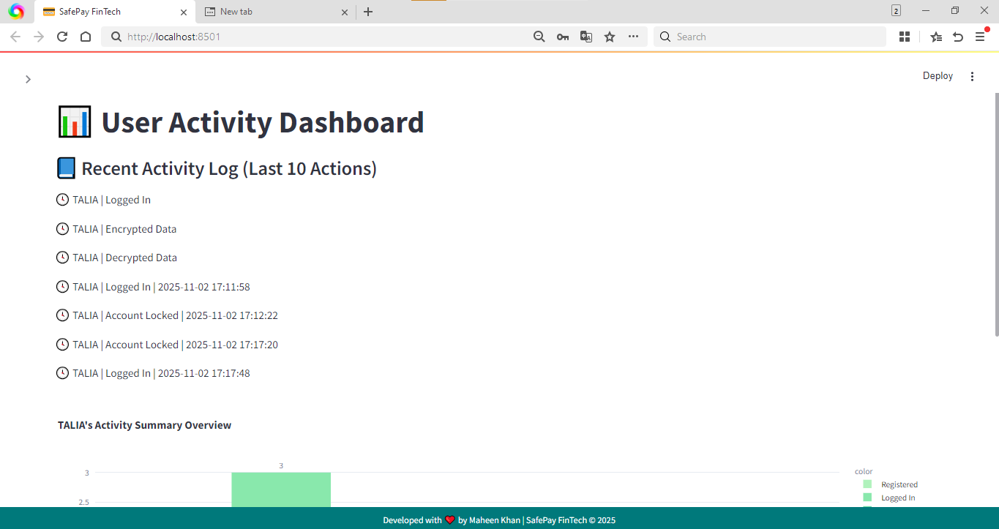 SafePay FinTech
New tab
2
http://localhost:8501
Search
Deploy
User Activity Dashboard
Recent Activity Log (Last 10 Actions)
TALIA | Logged In
TALIA | Encrypted Data
TALIA | Decrypted Data
TALIA | Logged In | 2025-11-02 17:11:58
TALIA | Account Locked | 2025-11-02 17:12:22
TALIA | Account Locked | 2025-11-02 17:17:20
TALIA | Logged In | 2025-11-02 17:17:48
TALIA's Activity Summary Overview
3
3
color
Registered
2.5
Logged In
Developed with ❤️ by Maheen Khan | SafePay FinTech © 2025